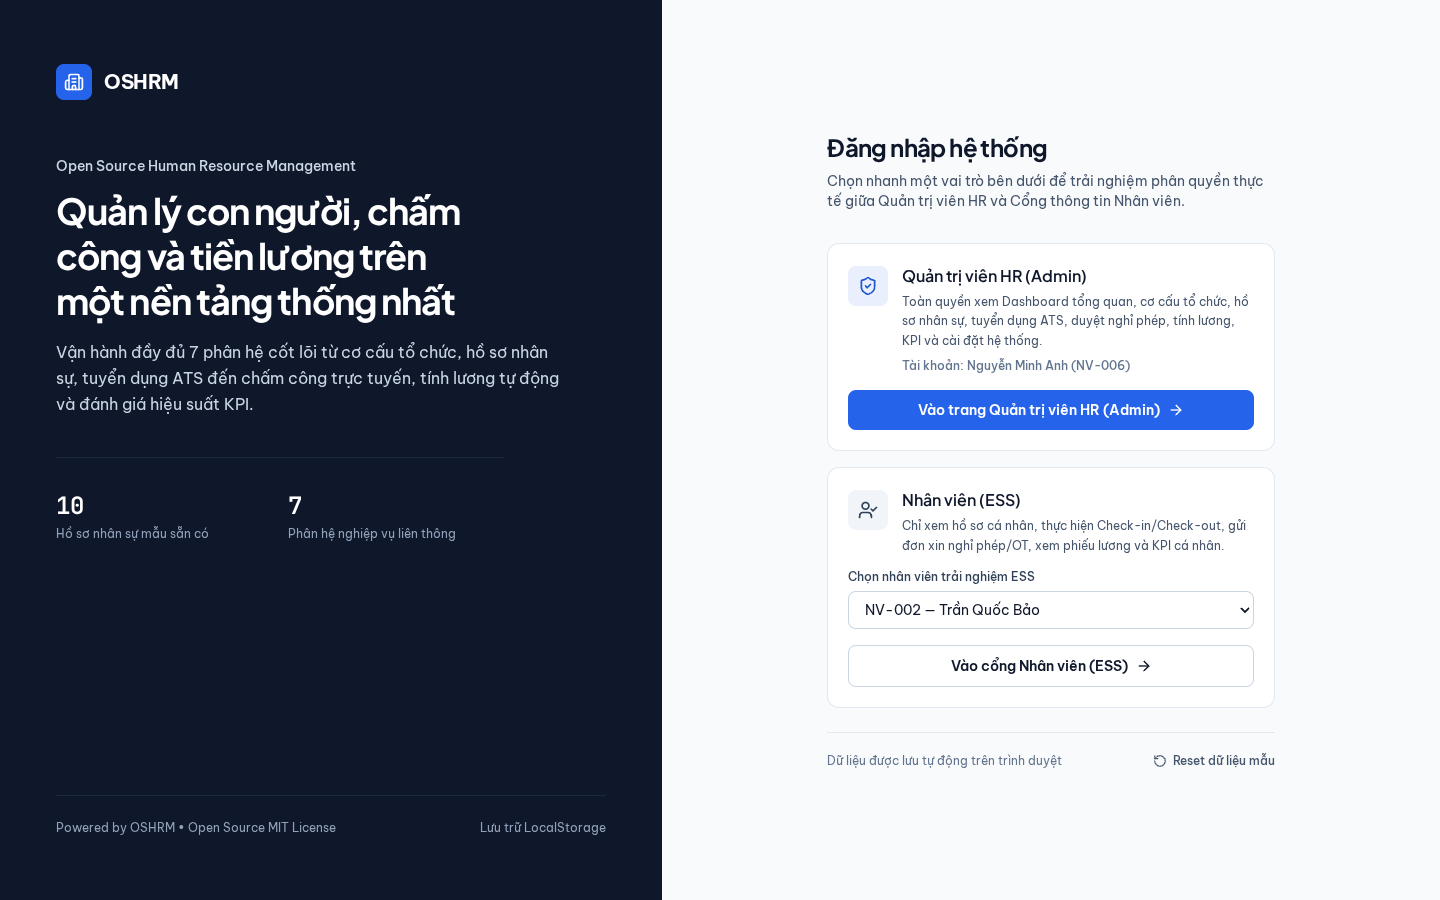 OSHRM
Open Source Human Resource Management
Quản lý con người, chấm
công và tiền lương trên
một nền tảng thống nhất
Vận hành đầy đủ 7 phân hệ cốt lõi từ cơ cấu tổ chức, hồ sơ nhân
sự, tuyển dụng ATS đến chấm công trực tuyến, tính lương tự động
và đánh giá hiệu suất KPI.
10
Hồ sơ nhân sự mẫu sẵn có
7
Phân hệ nghiệp vụ liên thông
Powered by OSHRM • Open Source MIT License
Lưu trữ LocalStorage
Đăng nhập hệ thống
Chọn nhanh một vai trò bên dưới để trải nghiệm phân quyền thực
tế giữa Quản trị viên HR và Cổng thông tin Nhân viên.
Quản trị viên HR (Admin)
Toàn quyền xem Dashboard tổng quan, cơ cấu tổ chức, hồ
sơ nhân sự, tuyển dụng ATS, duyệt nghỉ phép, tính lương,
KPI và cài đặt hệ thống.
Tài khoản: Nguyễn Minh Anh (NV-006)
Vào trang Quản trị viên HR (Admin)
Nhân viên (ESS)
Chỉ xem hồ sơ cá nhân, thực hiện Check-in/Check-out, gửi
đơn xin nghỉ phép/OT, xem phiếu lương và KPI cá nhân.
Chọn nhân viên trải nghiệm ESS
NV-002 — Trần Quốc Bảo
Vào cổng Nhân viên (ESS)
Dữ liệu được lưu tự động trên trình duyệt
Reset dữ liệu mẫu